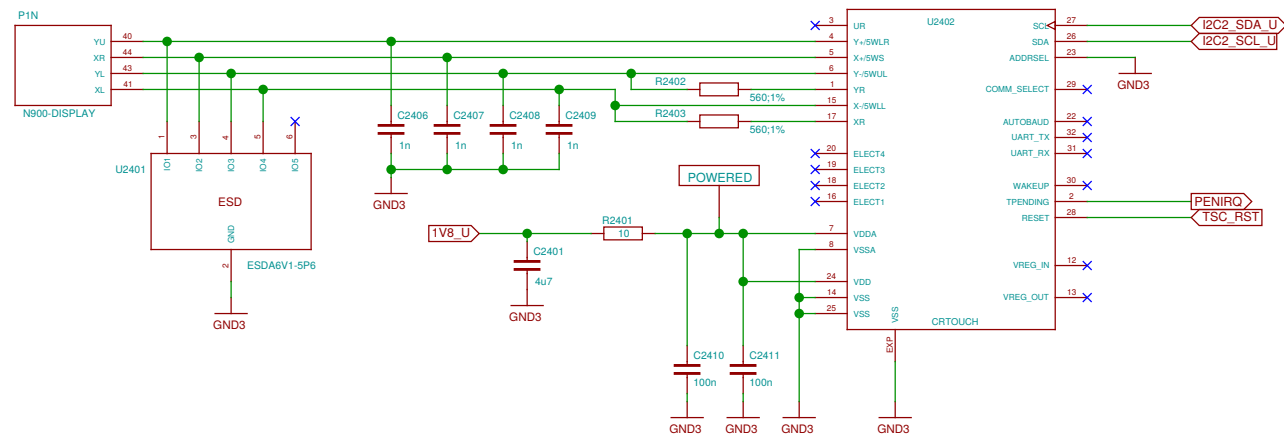 P1N
YU 40
XR 44
YL 43
XL 41
N900-DISPLAY
1 3 4 5 6
U2401
IO1 IO2 IO3 IO4 IO5
ESD
GND
2
ESDA6V1-5P6
GND3
C2406
1n
C2407
1n
C2408
1n
C2409
1n
GND3
R2402
560;1%
R2403
560;1%
POWERED
1V8_U
R2401
10
C2401
4u7
GND3
C2410
100n
GND3
C2411
100n
GND3
GND3
U2402
3 UR
4 Y+/5WLR
5 X+/5WS
6 Y-/5WUL
1 YR
15 X-/5WLL
17 XR
20 ELECT4
19 ELECT3
18 ELECT2
16 ELECT1
7 VDDA
8 VSSA
24 VDD
14 VSS
25 VSS
VSS
EXP
GND3
CRTOUCH
SCL 27
SDA 26
ADDRSEL 23
COMM_SELECT 29
AUTOBAUD 22
UART_TX 32
UART_RX 31
WAKEUP 30
TPENDING 2
RESET 28
VREG_IN 12
VREG_OUT 13
I2C2_SDA_U
I2C2_SCL_U
GND3
PENIRQ
TSC_RST